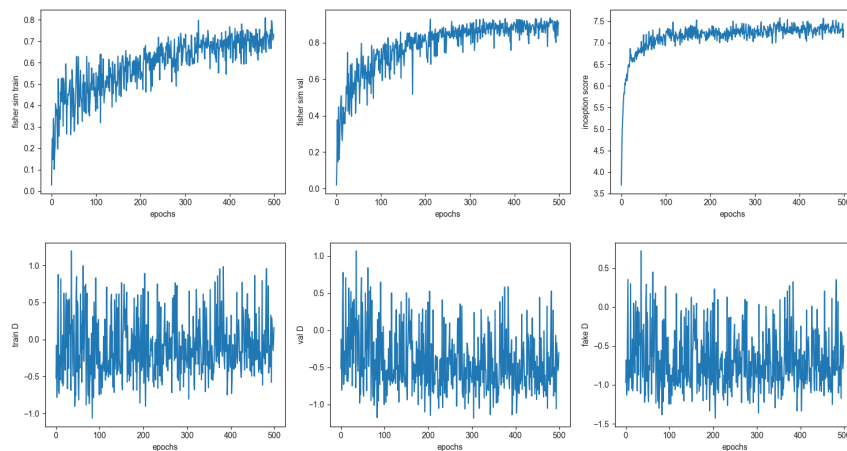 fisher sim train
0.8
0.7
0.6
0.5
0.4
0.3
0.2
0.1
0.0
0 100 200 300 400 500
epochs
fisher sim val
0.8
0.6
0.4
0.2
0.0
0 100 200 300 400 500
epochs
inception score
7.5
7.0
6.5
6.0
5.5
5.0
4.5
4.0
3.5
0 100 200 300 400 500
epochs
train D
1.0
0.5
0.0
−0.5
−1.0
0 100 200 300 400 500
epochs
val D
1.0
0.5
0.0
−0.5
−1.0
0 100 200 300 400 500
epochs
fake D
0.5
0.0
−0.5
−1.0
−1.5
0 100 200 300 400 500
epochs